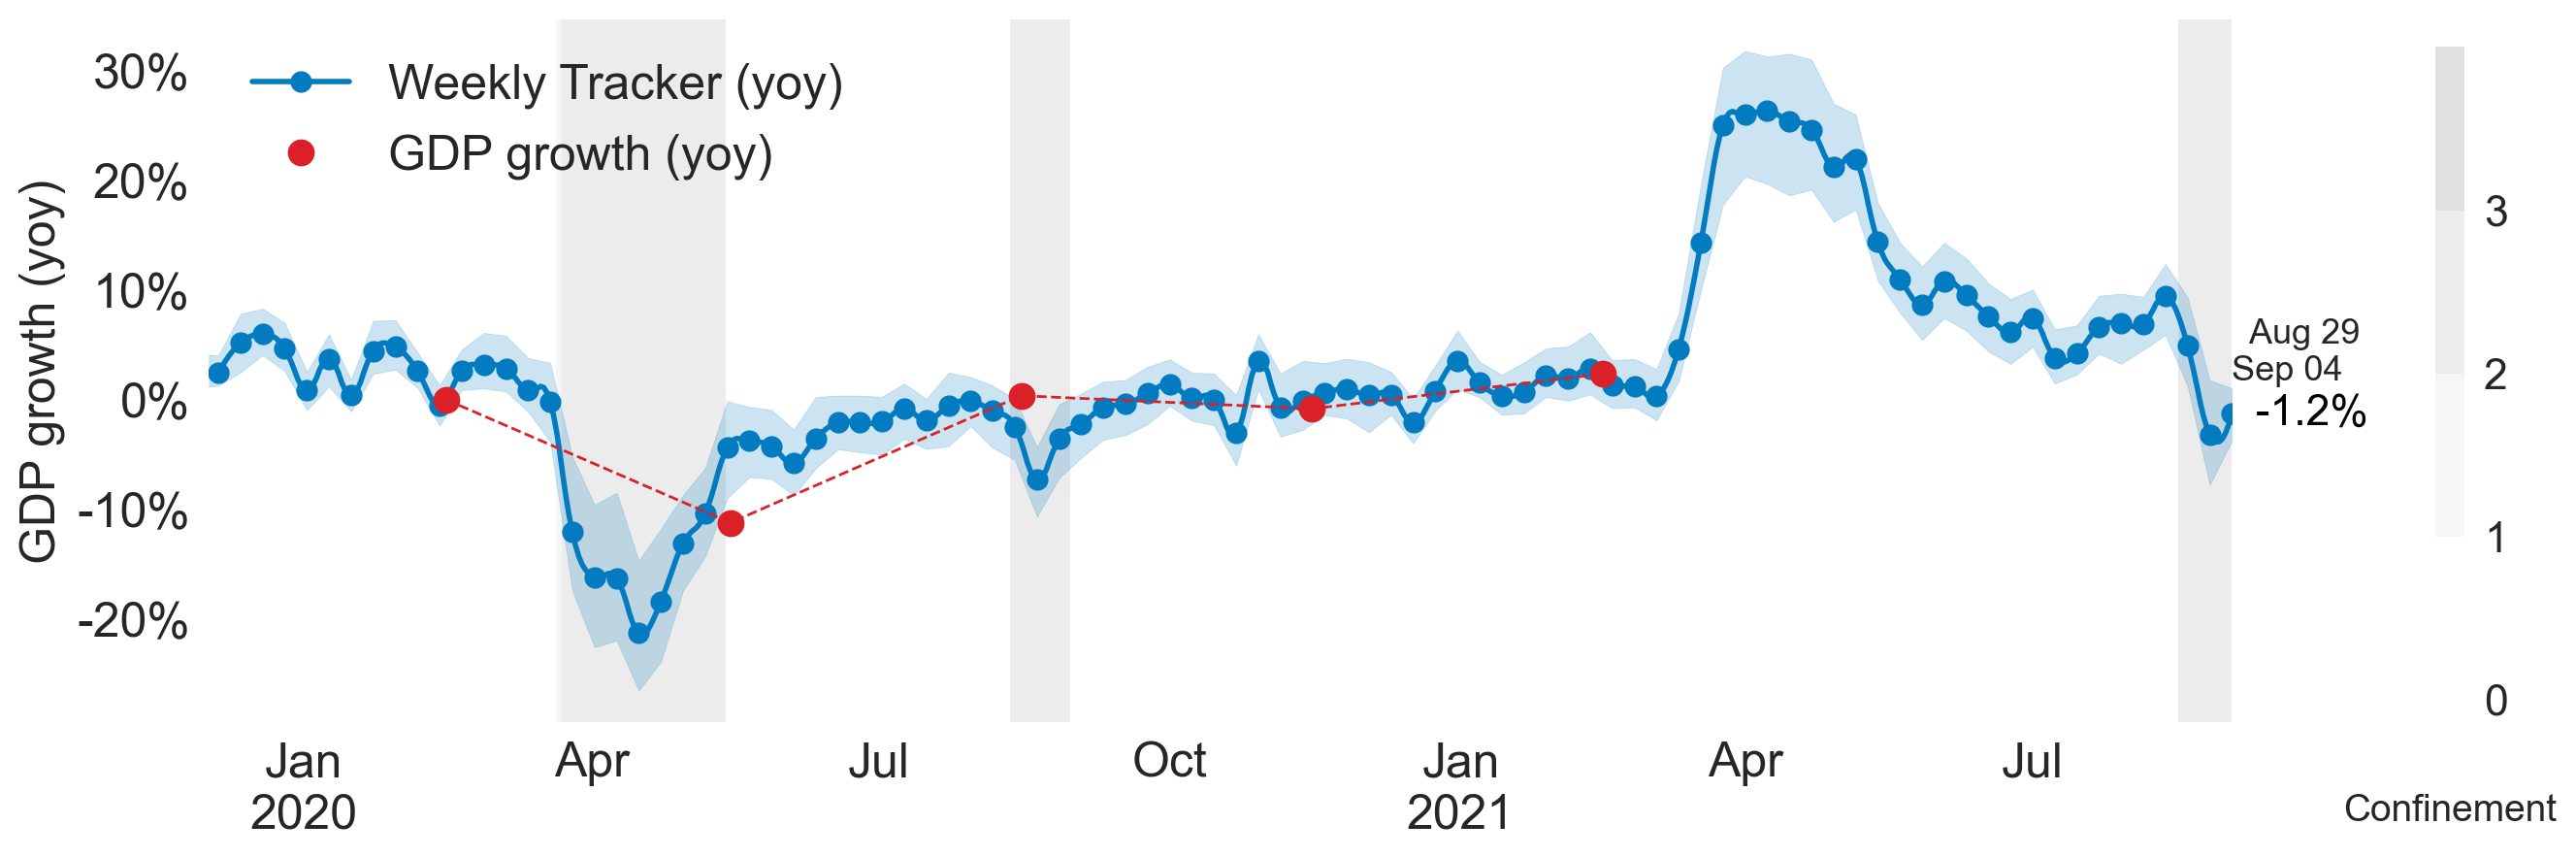 GDP growth (yoy)
30%
20%
10%
0%
-10%
-20%
Weekly Tracker (yoy)
GDP growth (yoy)
Aug 29
Sep 04
-1.2%
Jan
2020
Apr
Jul
Oct
Jan
2021
Apr
Jul
3
2
1
0
Confinement